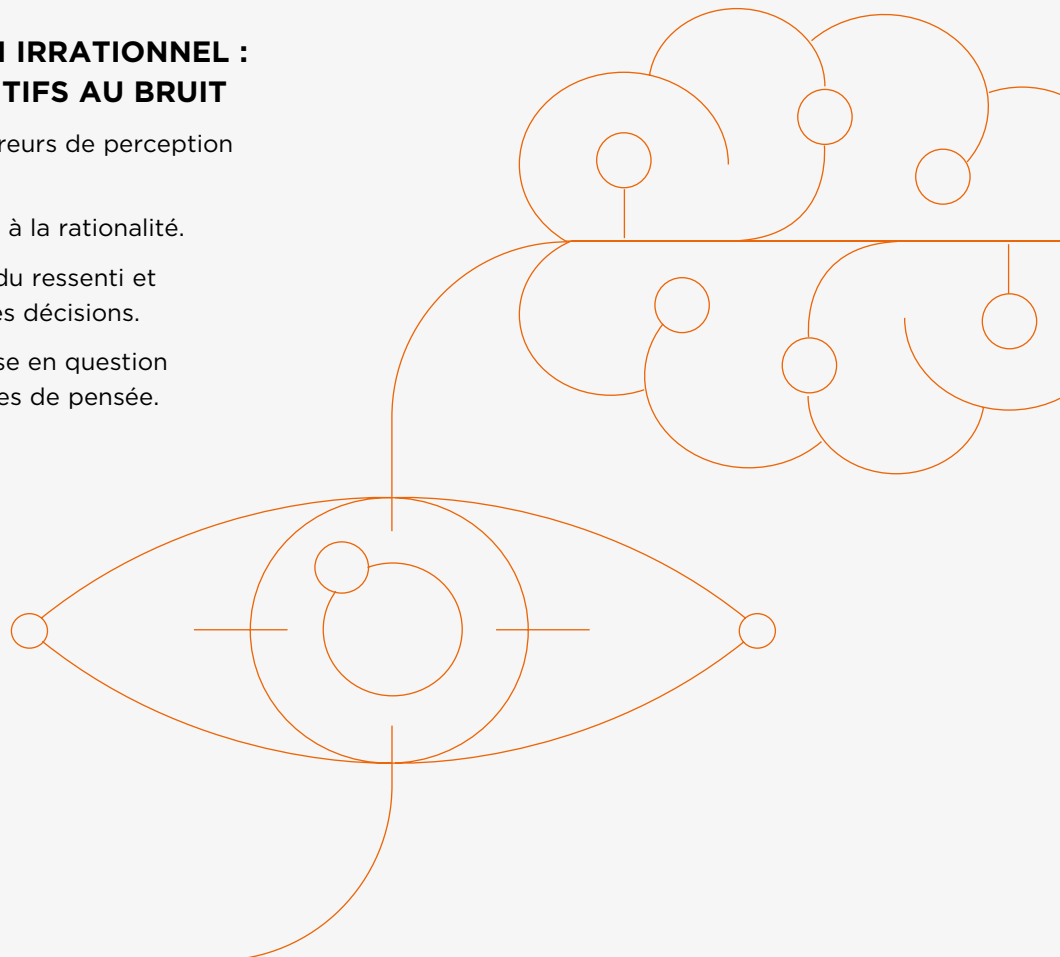 IRRATIONNEL :
TIFS AU BRUIT
reurs de perception
à la rationalité.
du ressenti et
es décisions.
se en question
es de pensée.